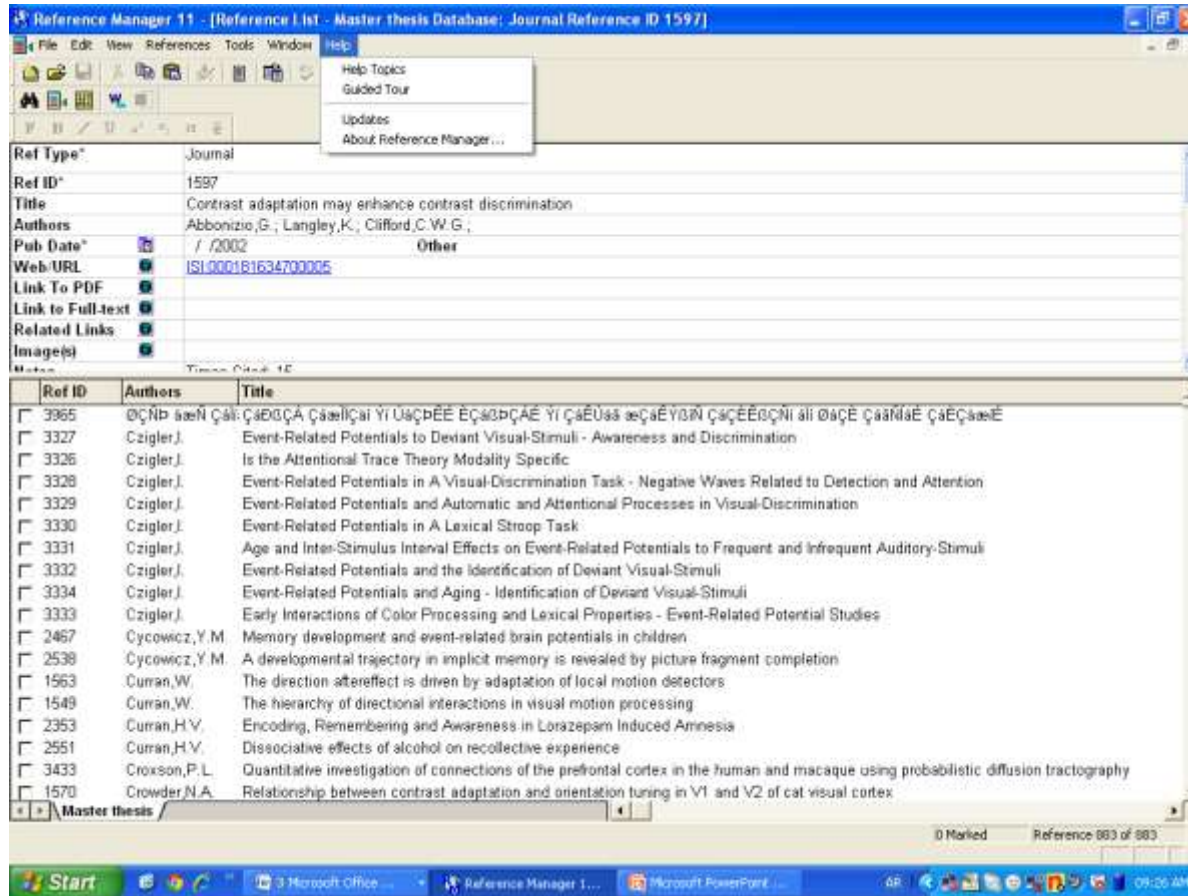 Reference Manager 11 - [Reference List - Master thesis Database: Journal Reference ID 1597]
File Edit View References Tools Window Help
Help Topics
Guided Tour
Updates
About Reference Manager...
Ref Type* Journal
Ref ID* 1597
Title Contrast adaptation may enhance contrast discrimination
Authors Abbonizio,G.; Langley,K.; Clifford,C.W.G.;
Pub Date* / /2002 Other
Web/URL ISI:000181634700005
Link To PDF
Link to Full-text
Related Links
Image(s)
Notes Times Cited: 15
Ref ID Authors Title
3965
3327 Czigler,I. Event-Related Potentials to Deviant Visual-Stimuli - Awareness and Discrimination
3326 Czigler,I. Is the Attentional Trace Theory Modality Specific
3328 Czigler,I. Event-Related Potentials in A Visual-Discrimination Task - Negative Waves Related to Detection and Attention
3329 Czigler,I. Event-Related Potentials and Automatic and Attentional Processes in Visual-Discrimination
3330 Czigler,I. Event-Related Potentials in A Lexical Stroop Task
3331 Czigler,I. Age and Inter-Stimulus Interval Effects on Event-Related Potentials to Frequent and Infrequent Auditory-Stimuli
3332 Czigler,I. Event-Related Potentials and the Identification of Deviant Visual-Stimuli
3334 Czigler,I. Event-Related Potentials and Aging - Identification of Deviant Visual-Stimuli
3333 Czigler,I. Early Interactions of Color Processing and Lexical Properties - Event-Related Potential Studies
2467 Cycowicz,Y.M. Memory development and event-related brain potentials in children
2538 Cycowicz,Y.M. A developmental trajectory in implicit memory is revealed by picture fragment completion
1563 Curran,W. The direction aftereffect is driven by adaptation of local motion detectors
1549 Curran,W. The hierarchy of directional interactions in visual motion processing
2353 Curran,H.V. Encoding, Remembering and Awareness in Lorazepam Induced Amnesia
2551 Curran,H.V. Dissociative effects of alcohol on recollective experience
3433 Croxson,P.L. Quantitative investigation of connections of the prefrontal cortex in the human and macaque using probabilistic diffusion tractography
1570 Crowder,N.A. Relationship between contrast adaptation and orientation tuning in V1 and V2 of cat visual cortex
Master thesis
0 Marked Reference 883 of 883
Start 3 Microsoft Office ... Reference Manager 1... Microsoft PowerPoint ... AR 09:26 AM